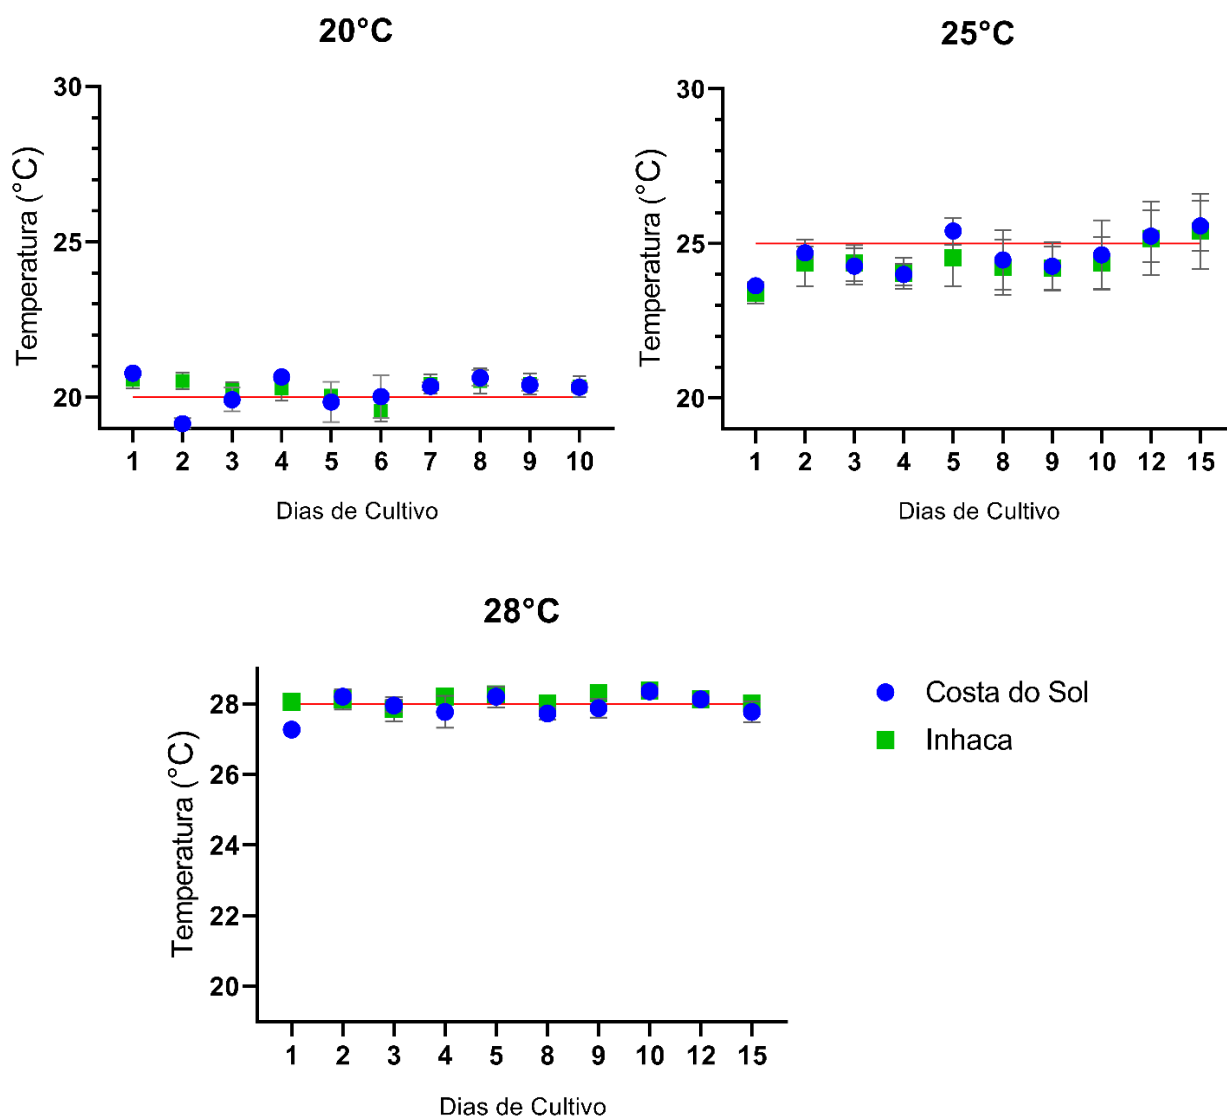 20°C
Temperatura (°C)
30
25
20
1 2 3 4 5 6 7 8 9 10
Dias de Cultivo
25°C
Temperatura (°C)
30
25
20
1 2 3 4 5 8 9 10 12 15
Dias de Cultivo
28°C
Temperatura (°C)
28
26
24
22
20
1 2 3 4 5 8 9 10 12 15
Dias de Cultivo
Costa do Sol
Inhaca